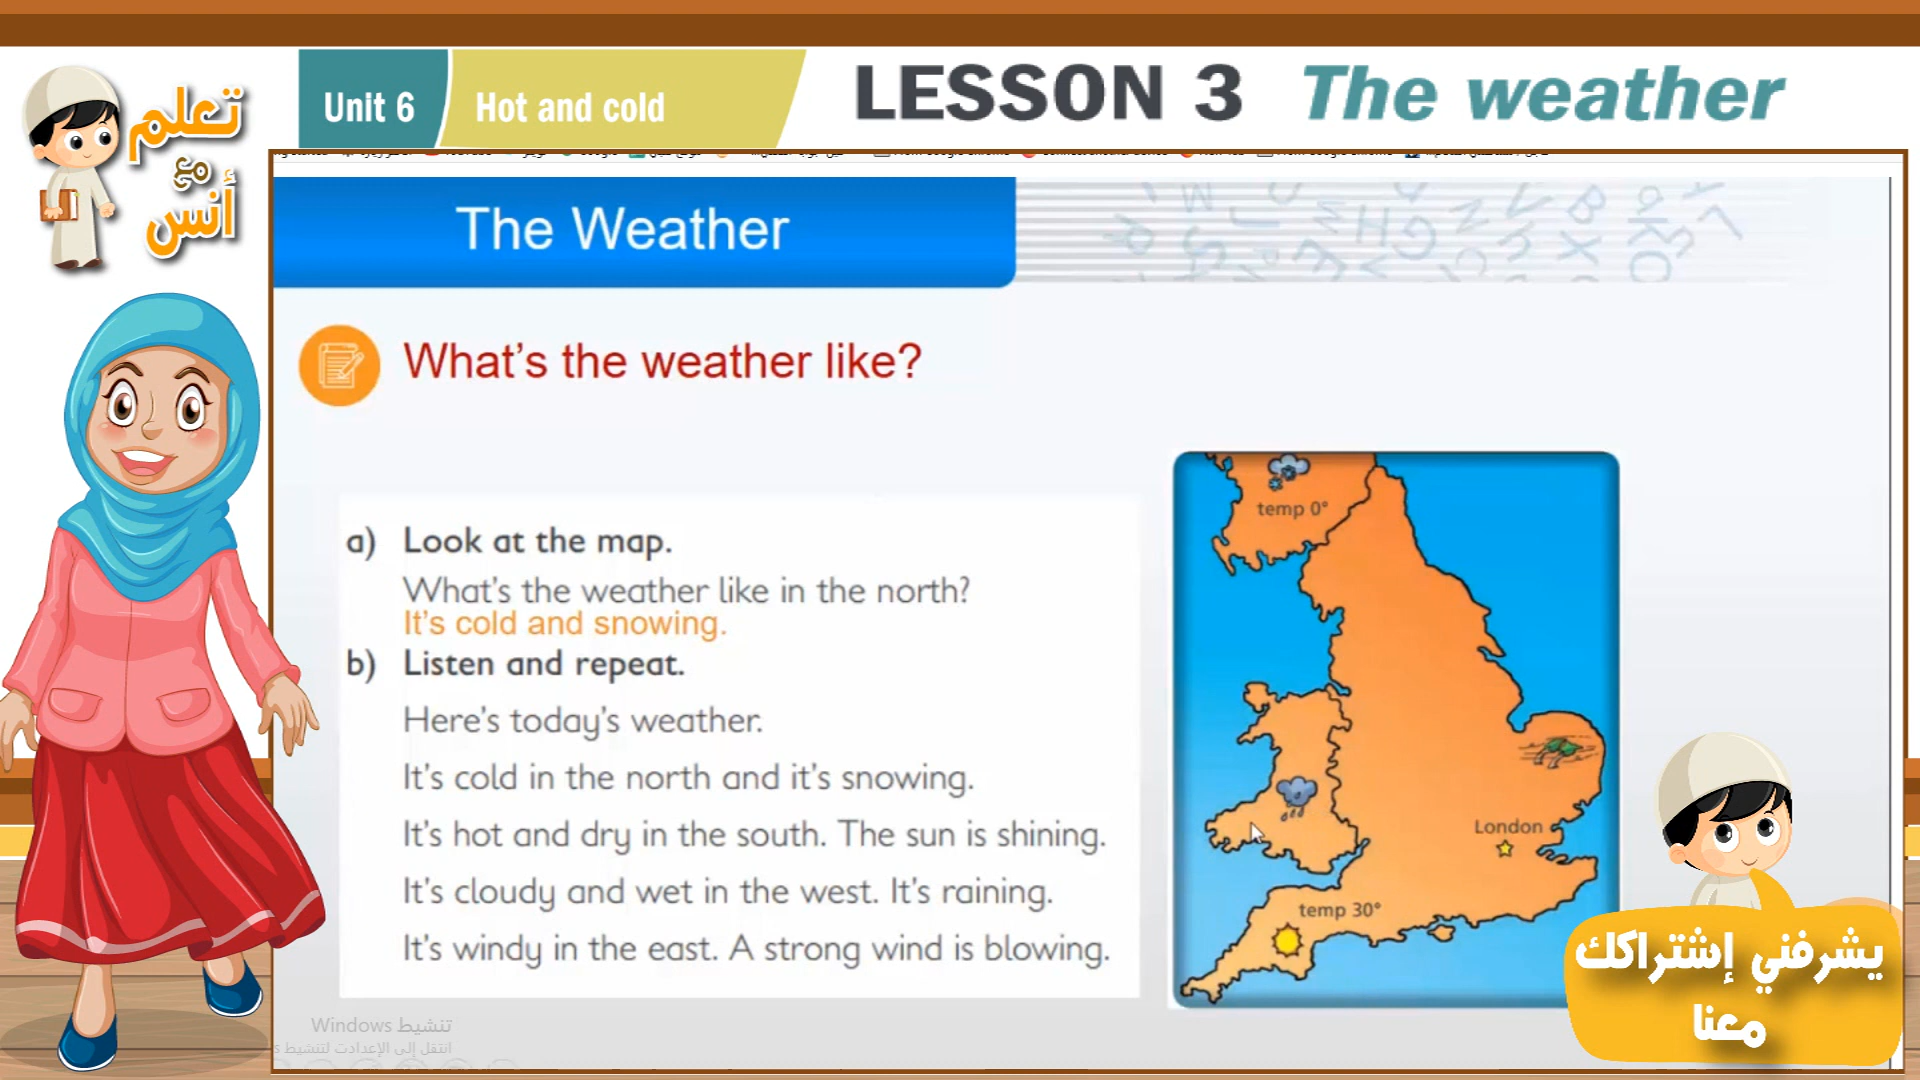 تعلم
مع
أنس
Unit 6
Hot and cold
LESSON 3 The weather
The Weather
What's the weather like?
a) Look at the map.
What's the weather like in the north?
It's cold and snowing.
b) Listen and repeat.
Here's today's weather.
It's cold in the north and it's snowing.
It's hot and dry in the south. The sun is shining.
It's cloudy and wet in the west. It's raining.
It's windy in the east. A strong wind is blowing.
temp 0°
London
temp 30°
يشرفني إشتراكك
معنا
تنشيط Windows
انتقل إلى الإعدادت لتنشيط